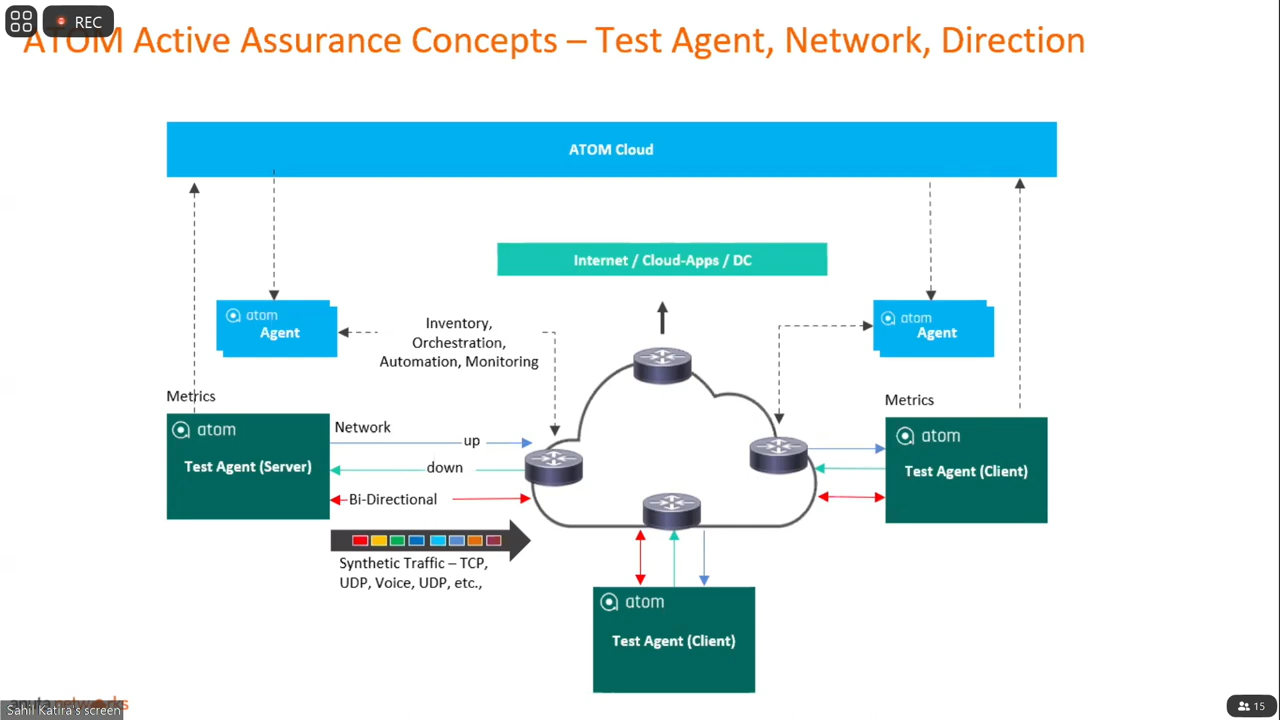 REC
ATOM Active Assurance Concepts – Test Agent, Network, Direction
ATOM Cloud
Internet / Cloud-Apps / DC
atom
Agent
Inventory,
Orchestration,
Automation, Monitoring
atom
Agent
Metrics
atom
Test Agent (Server)
Network
up
down
Bi-Directional
Synthetic Traffic – TCP,
UDP, Voice, UDP, etc.,
Metrics
atom
Test Agent (Client)
atom
Test Agent (Client)
anuta networks
Sahil Katira's screen
15